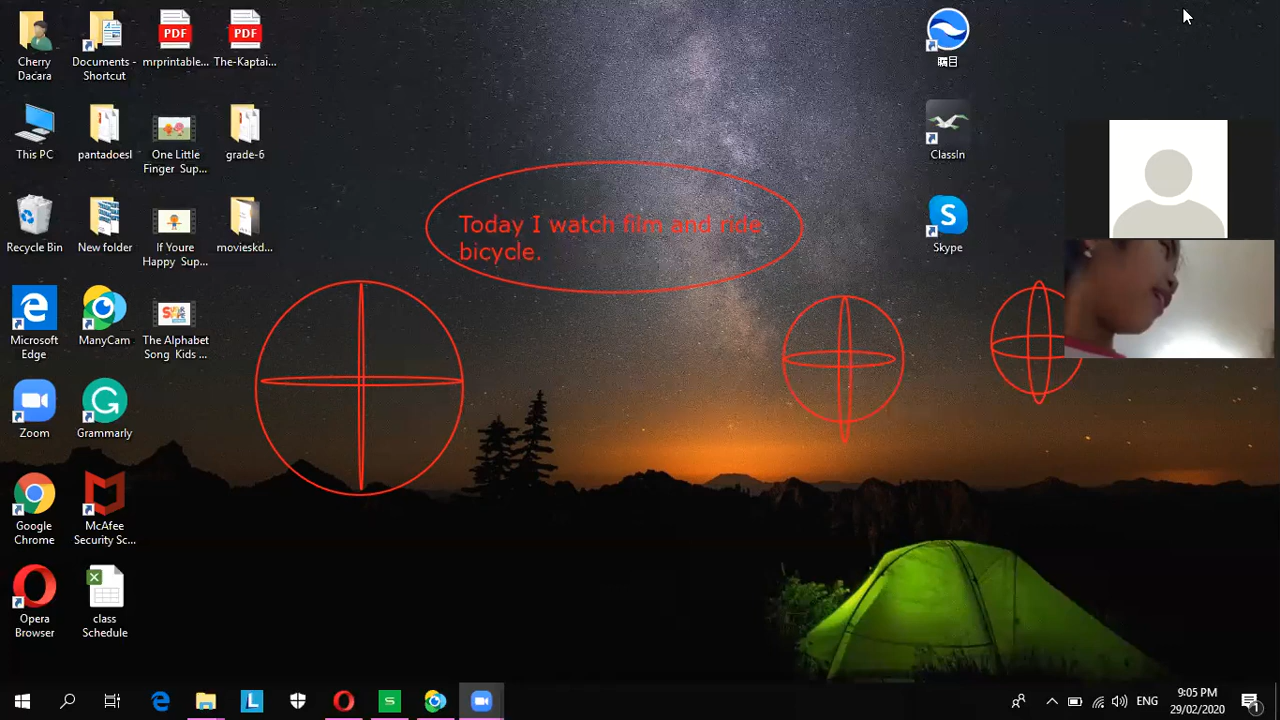 Cherry
Dacara
Documents -
Shortcut
PDF
mrprintable...
PDF
The-Kaptai...
This PC
pantadoesl
One Little
Finger Sup...
grade-6
ClassIn
Recycle Bin
New folder
If Youre
Happy Sup...
movieskd...
Skype
Today I watch film and ride
bicycle.
Microsoft
Edge
ManyCam
The Alphabet
Song Kids ...
Zoom
Grammarly
Google
Chrome
McAfee
Security Sc...
Opera
Browser
class
Schedule
ENG
9:05 PM
29/02/2020